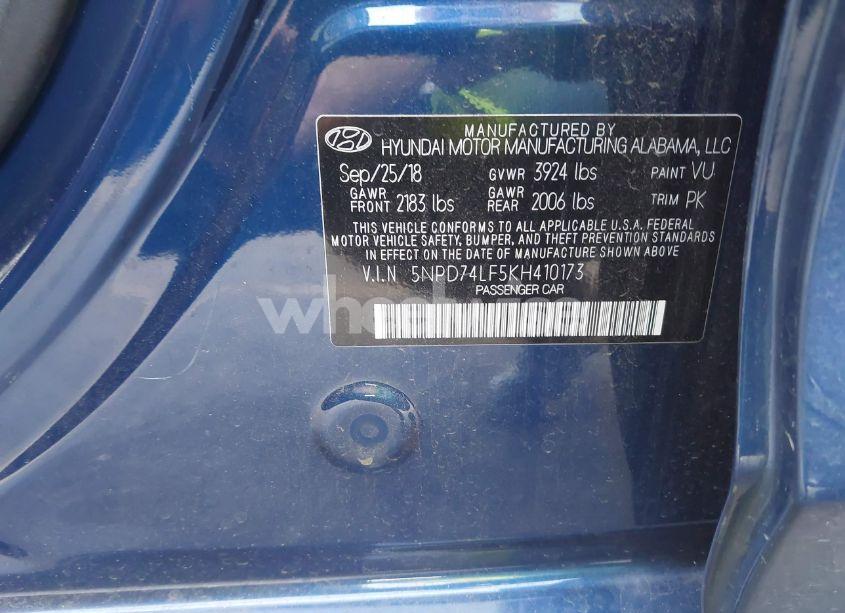 MANUFACTURED BY
HYUNDAI MOTOR MANUFACTURING ALABAMA, LLC
Sep/25/18 GVWR 3924 lbs PAINT VU
GAWR FRONT 2183 lbs GAWR REAR 2006 lbs TRIM PK
THIS VEHICLE CONFORMS TO ALL APPLICABLE U.S.A. FEDERAL
MOTOR VEHICLE SAFETY, BUMPER, AND THEFT PREVENTION STANDARDS
IN EFFECT ON THE DATE OF MANUFACTURE SHOWN ABOVE
V.I.N 5NPD74LF5KH410173
PASSENGER CAR